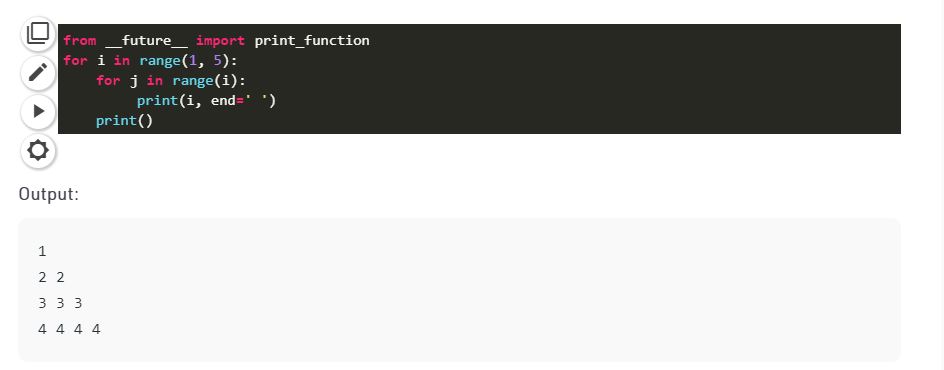 from __future__ import print_function
for i in range(1, 5):
    for j in range(i):
         print(i, end=' ')
    print()
Output:
1
2 2
3 3 3
4 4 4 4